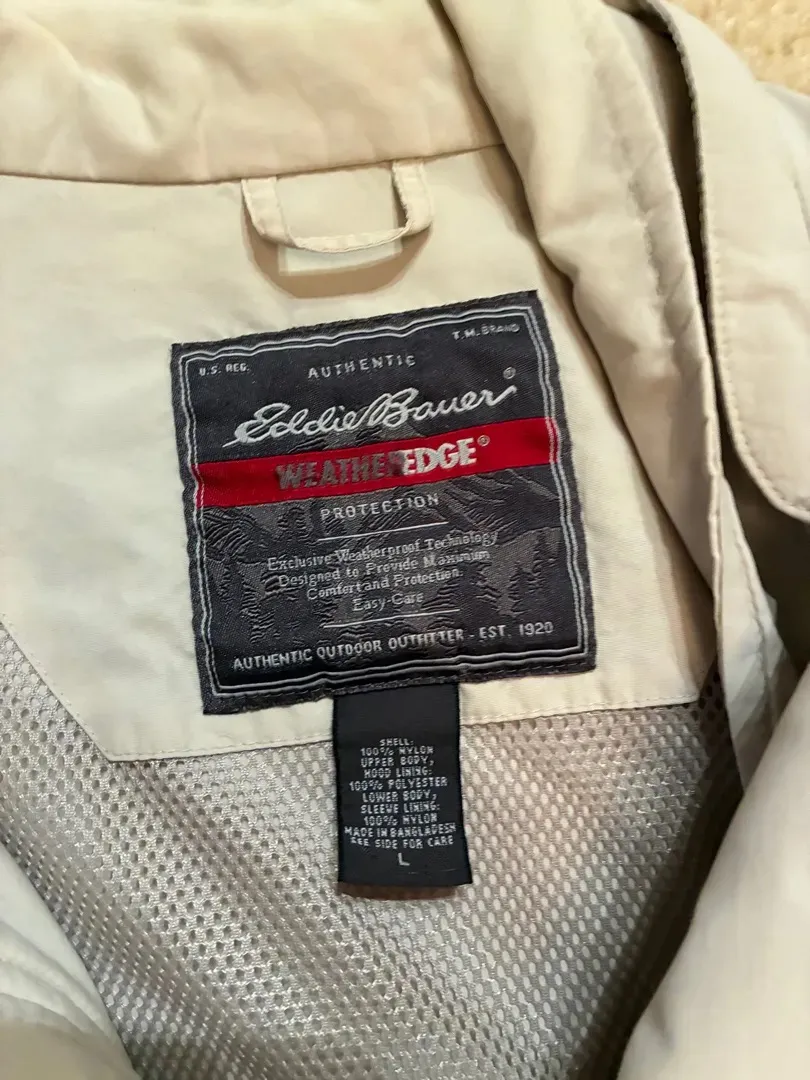 U.S. REG.
T.M. BRAND
AUTHENTIC
Eddie Bauer®
WEATHEREDGE®
PROTECTION
Exclusive Weatherproof Technology
Designed to Provide Maximum
Comfort and Protection.
Easy-Care
AUTHENTIC OUTDOOR OUTFITTER - EST. 1920
SHELL:
100% NYLON
UPPER BODY,
HOOD LINING:
100% POLYESTER
LOWER BODY,
SLEEVE LINING:
100% NYLON
MADE IN BANGLADESH
SEE SIDE FOR CARE
L